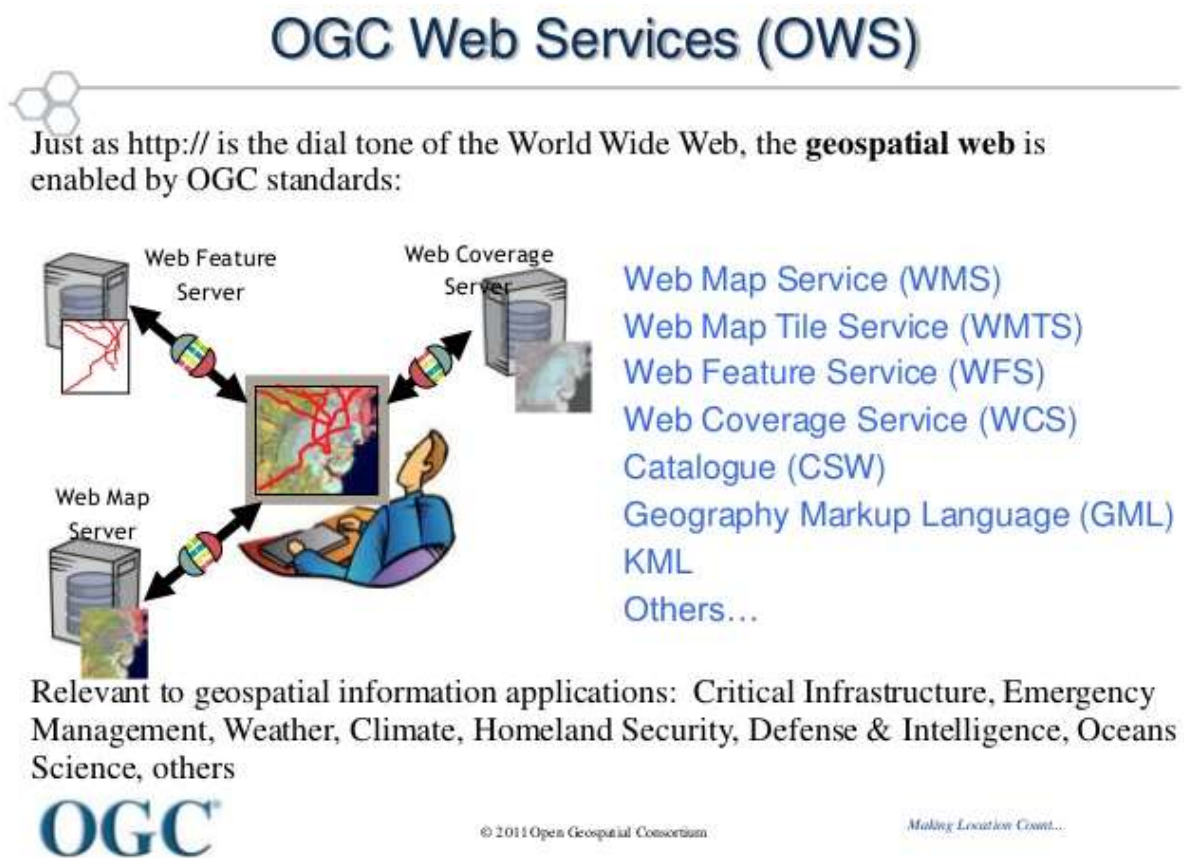 OGC Web Services (OWS)
Just as http:// is the dial tone of the World Wide Web, the geospatial web is
enabled by OGC standards:
Web Feature
Server
Web Coverage
Server
Web Map
Server
Web Map Service (WMS)
Web Map Tile Service (WMTS)
Web Feature Service (WFS)
Web Coverage Service (WCS)
Catalogue (CSW)
Geography Markup Language (GML)
KML
Others…
Relevant to geospatial information applications: Critical Infrastructure, Emergency
Management, Weather, Climate, Homeland Security, Defense & Intelligence, Oceans
Science, others
OGC®
© 2011 Open Geospatial Consortium
Making Location Count...